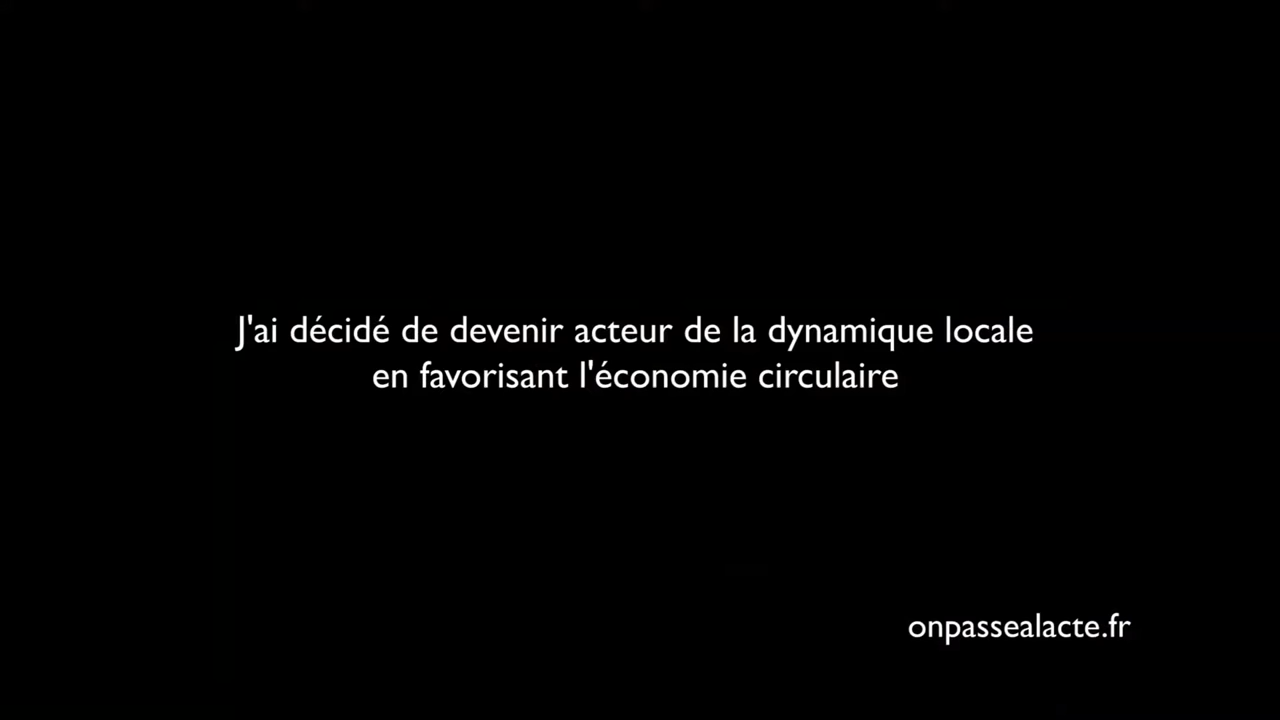 J'ai décidé de devenir acteur de la dynamique locale
en favorisant l'économie circulaire
onpassealacte.fr